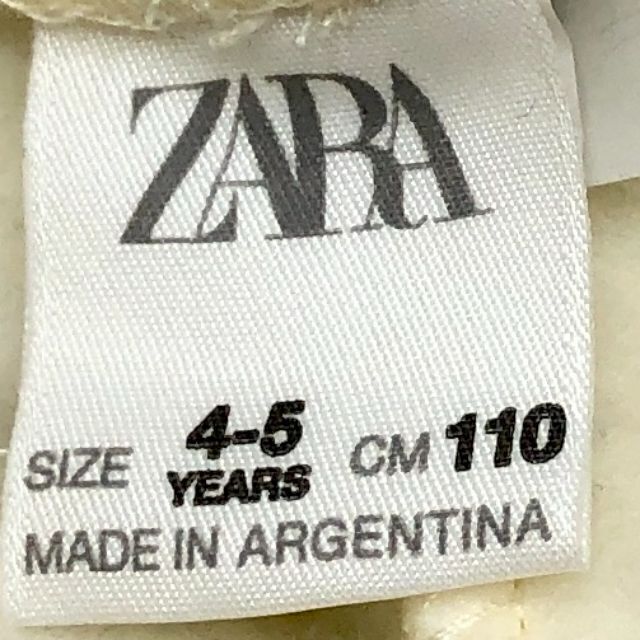 ZARA
SIZE 4-5 YEARS CM 110
MADE IN ARGENTINA